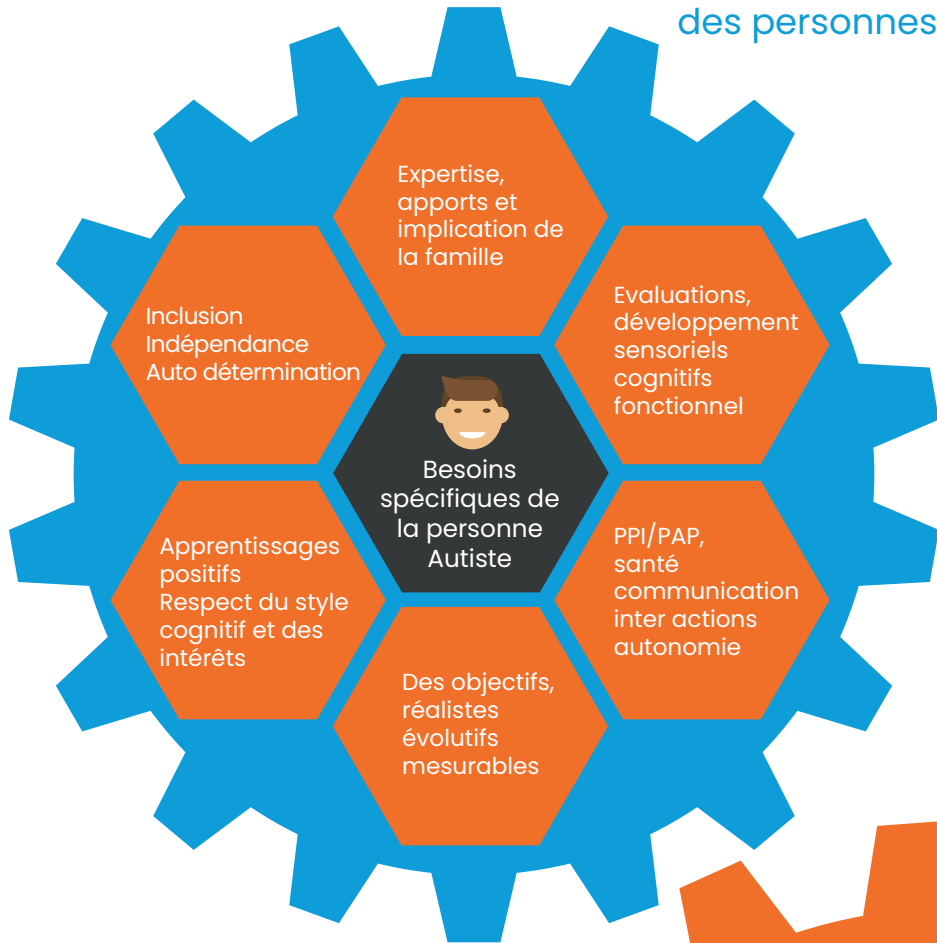 des personnes
Expertise,
apports et
implication de
la famille
Evaluations,
développement
sensoriels
cognitifs
fonctionnel
PPI/PAP,
santé
communication
inter actions
autonomie
Des objectifs,
réalistes
évolutifs
mesurables
Apprentissages
positifs
Respect du style
cognitif et des
intérêts
Inclusion
Indépendance
Auto détermination
Besoins
spécifiques de
la personne
Autiste